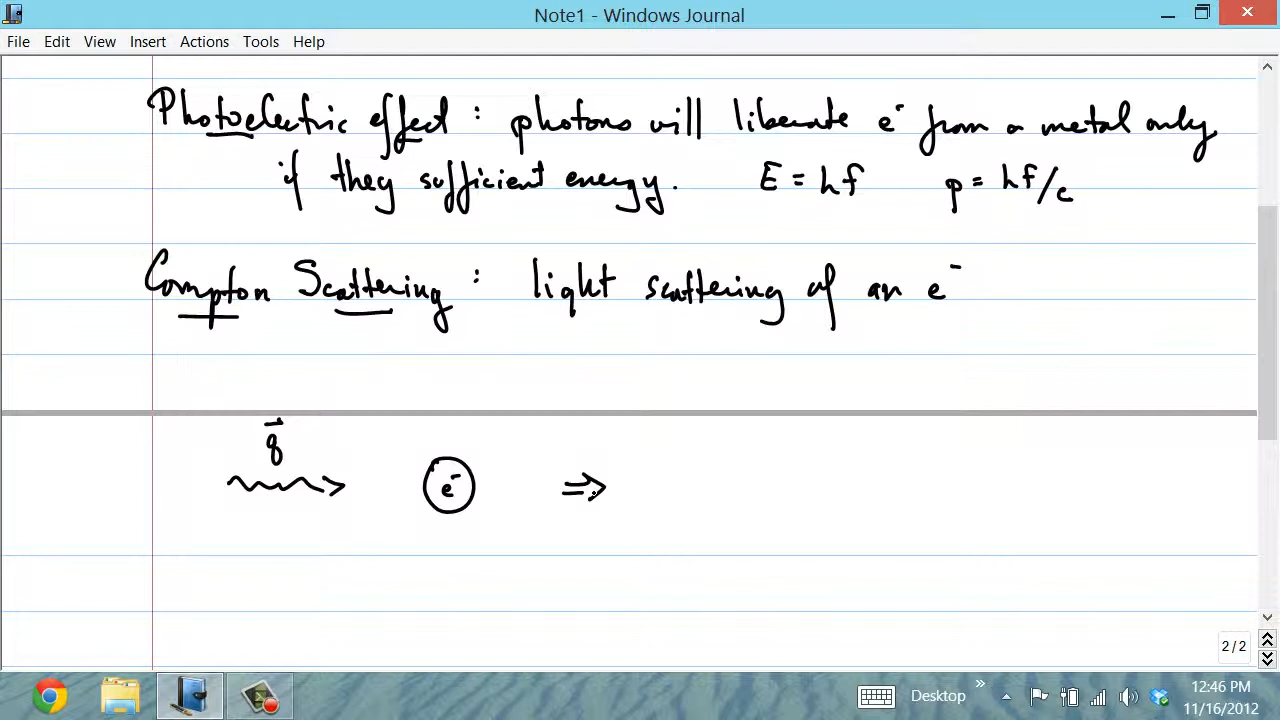 Note1 - Windows Journal
File Edit View Insert Actions Tools Help
Photoelectric effect : photons will liberate e⁻ from a metal only
if they sufficient energy. E = hf p = hf/c
Compton Scattering : light scattering of an e⁻
q⃗
e⁻ ⇒
2/2
Desktop
12:46 PM
11/16/2012